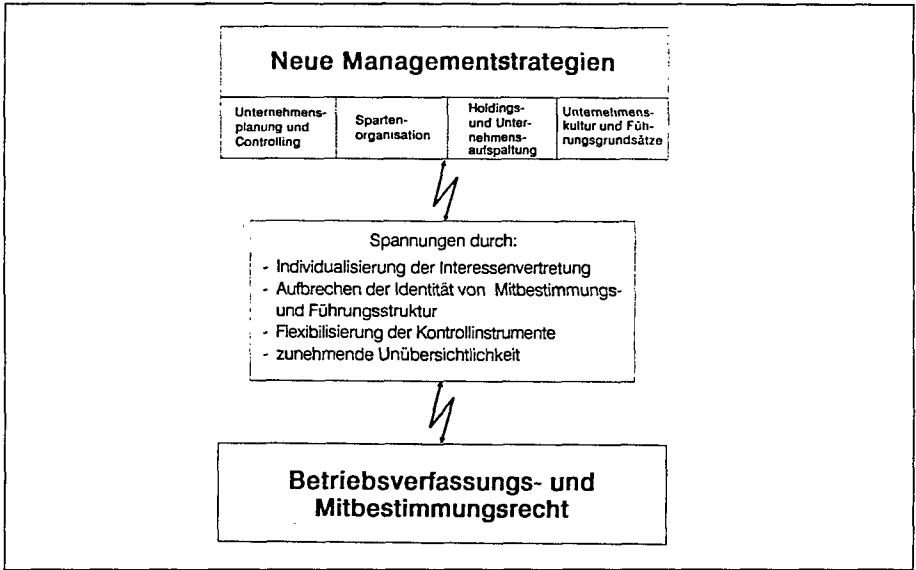 Neue Managementstrategien
Unternehmens-
planung und
Controlling
Sparten-
organisation
Holdings-
und Unter-
nehmens-
aufspaltung
Unternehmens-
kultur und Füh-
rungsgrundsätze
Spannungen durch:
- Individualisierung der Interessenvertretung
- Aufbrechen der Identität von Mitbestimmungs-
und Führungsstruktur
- Flexibilisierung der Kontrollinstrumente
- zunehmende Unübersichtlichkeit
Betriebsverfassungs- und
Mitbestimmungsrecht